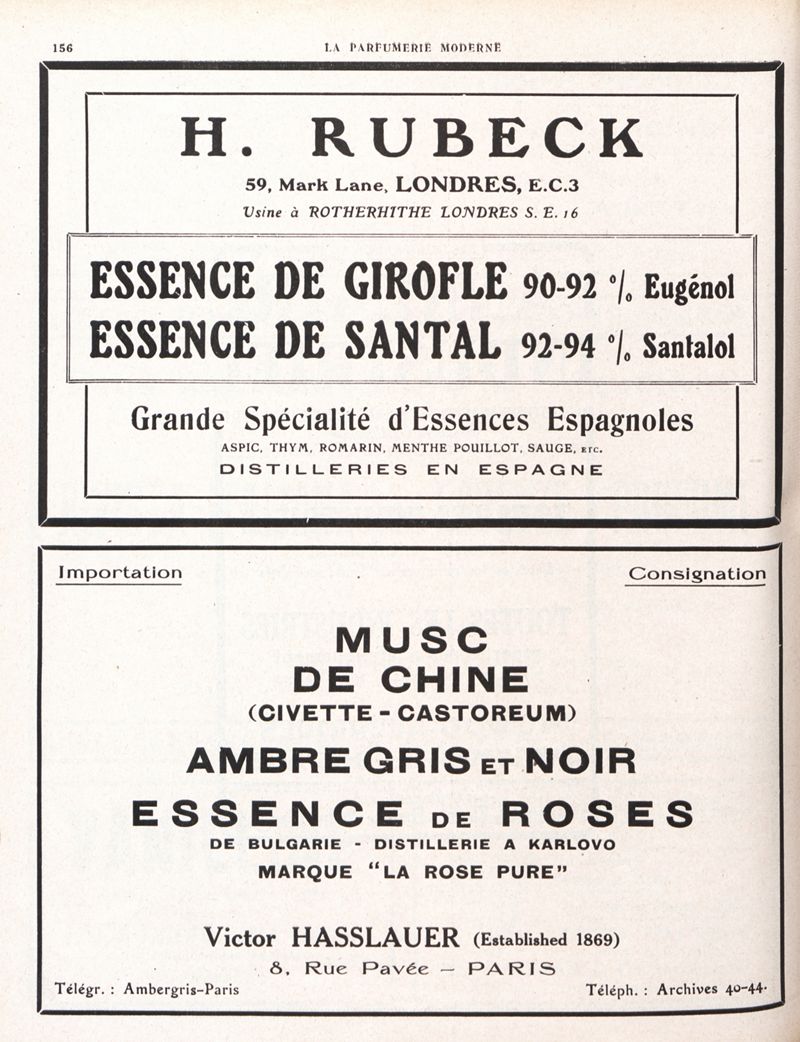 156
LA PARFUMERIE MODERNE
H. RUBECK
59, Mark Lane, LONDRES, E.C.3
Usine à ROTHERHITHE LONDRES S. E. 16
ESSENCE DE GIROFLE 90-92 % Eugénol
ESSENCE DE SANTAL 92-94 % Santalol
Grande Spécialité d'Essences Espagnoles
ASPIC, THYM, ROMARIN, MENTHE POUILLOT, SAUGE, ETC.
DISTILLERIES EN ESPAGNE
Importation
Consignation
MUSC
DE CHINE
(CIVETTE - CASTOREUM)
AMBRE GRIS ET NOIR
ESSENCE DE ROSES
DE BULGARIE - DISTILLERIE A KARLOVO
MARQUE "LA ROSE PURE"
Victor HASSLAUER (Established 1869)
8, Rue Pavée — PARIS
Télégr. : Ambergris-Paris
Téléph. : Archives 40-44.